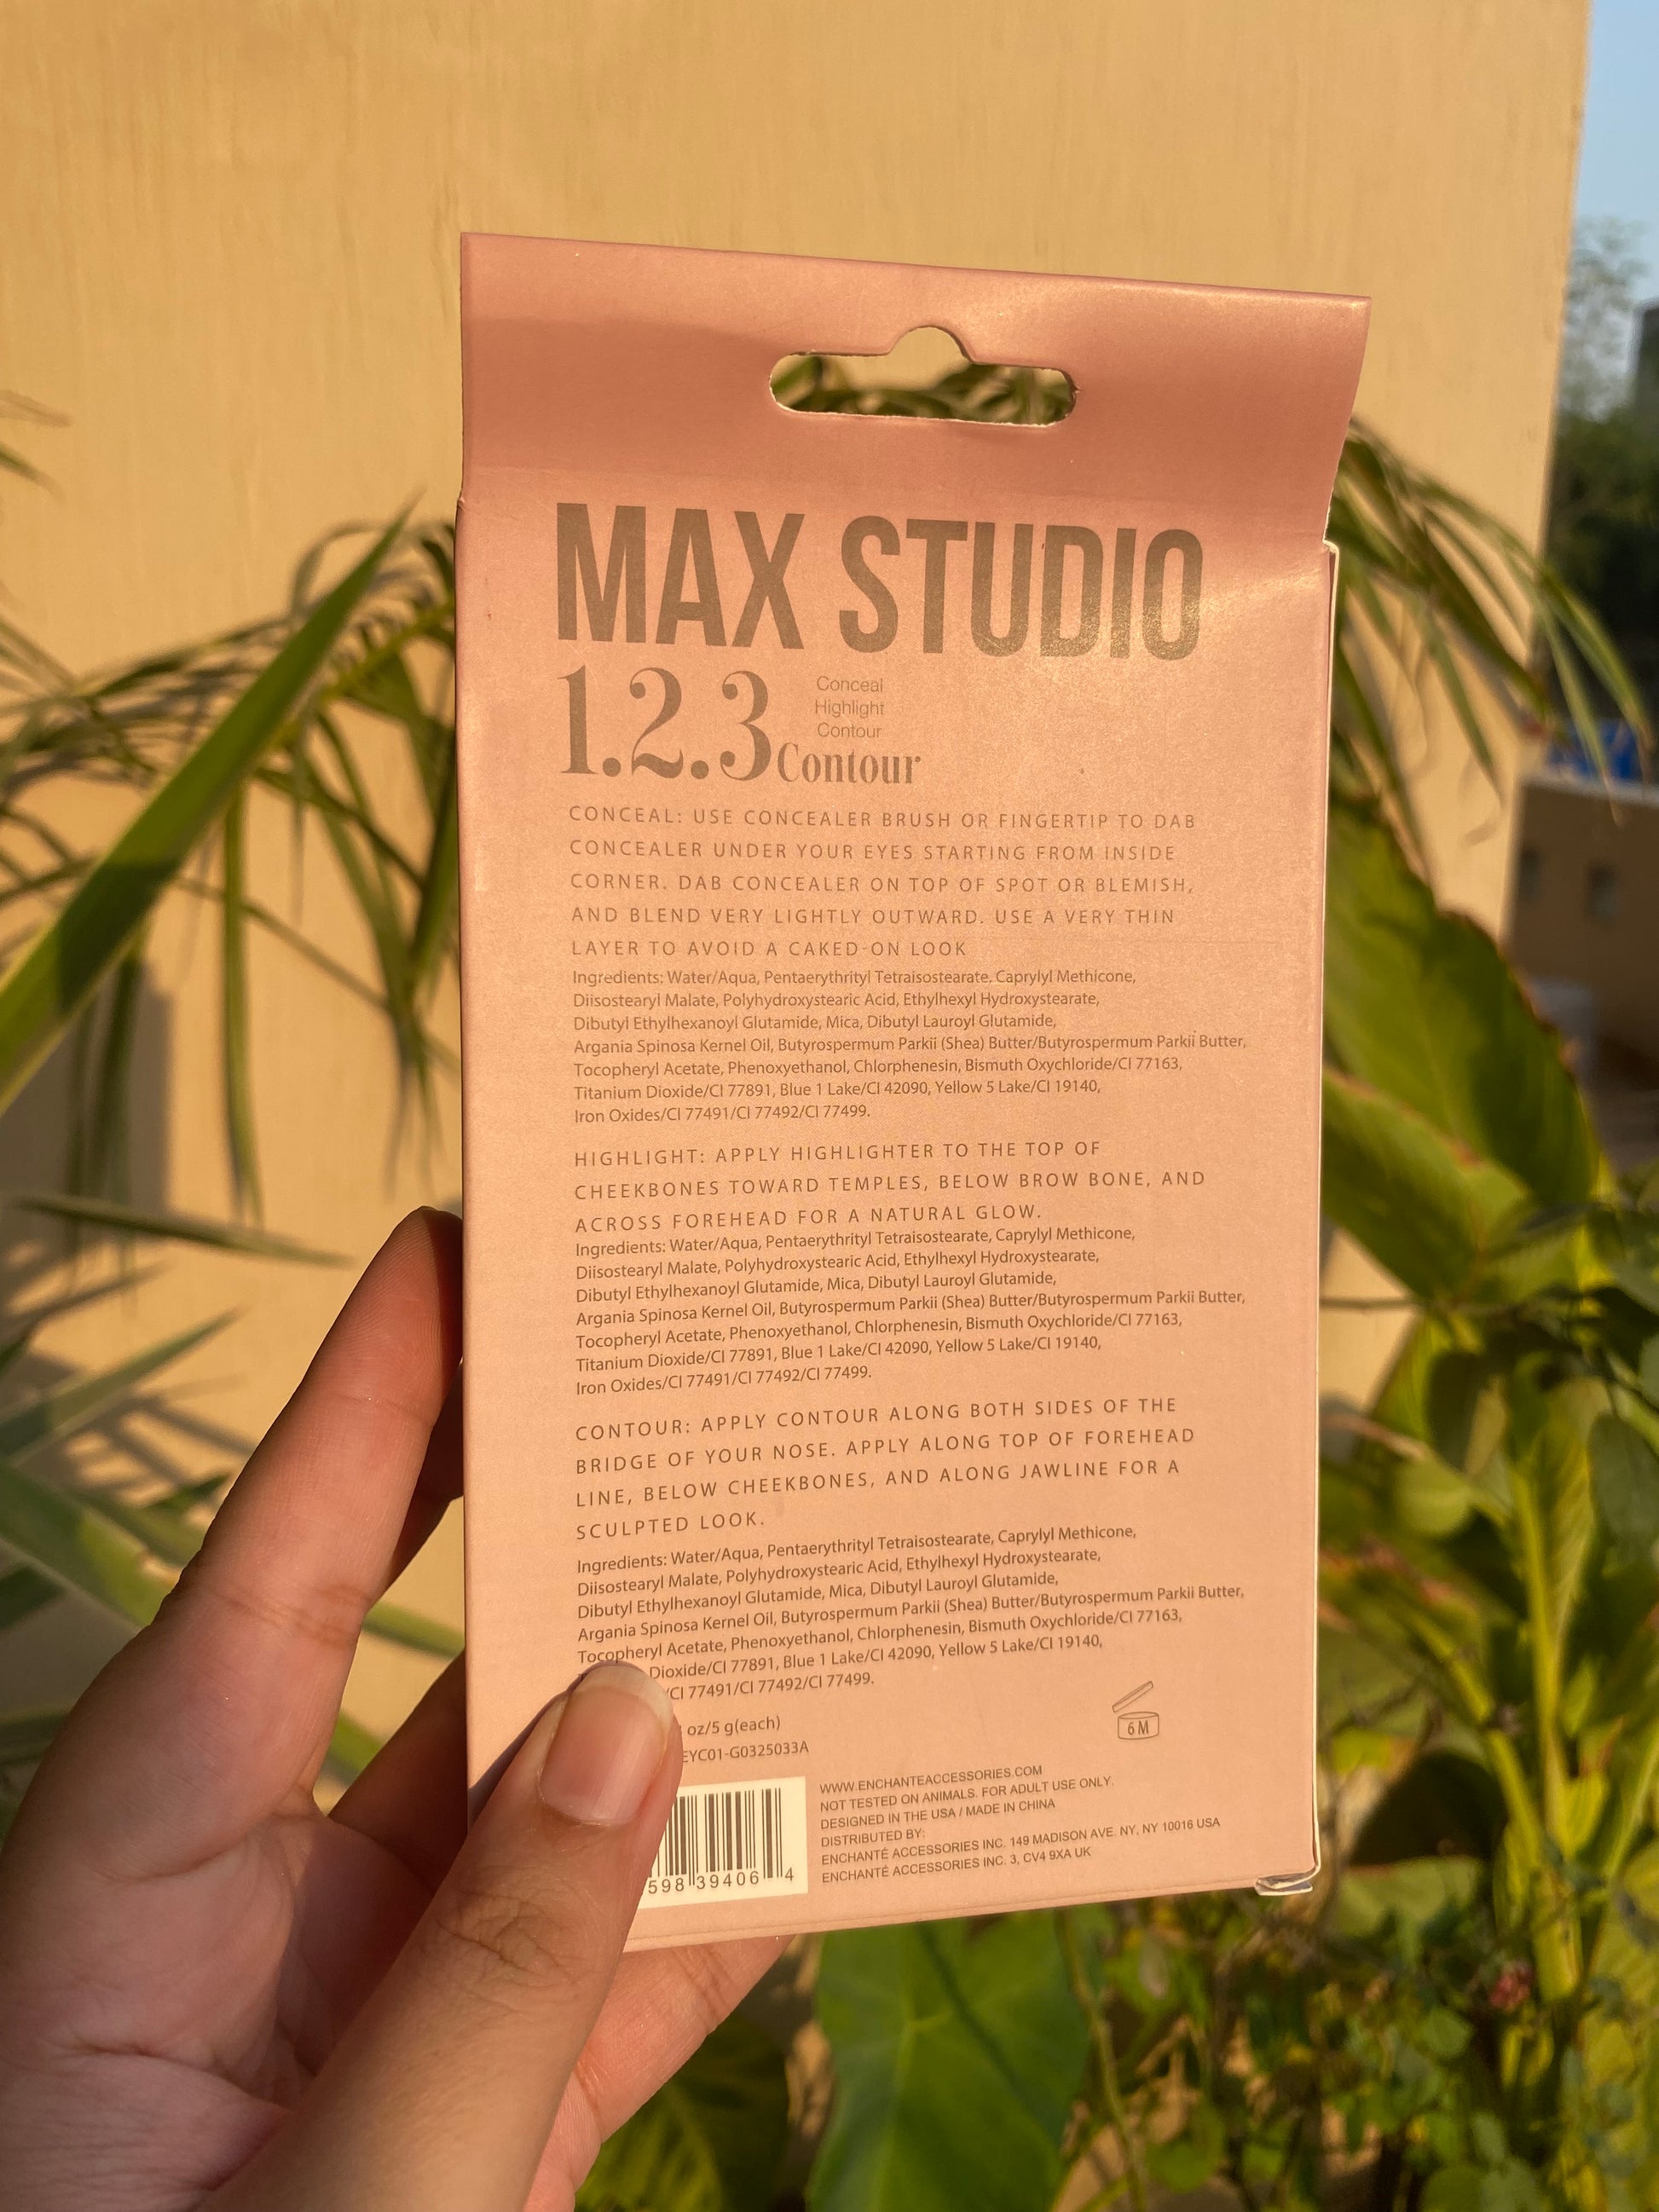 MAX STUDIO
1.2.3
Conceal
Highlight
Contour
Contour
CONCEAL: USE CONCEALER BRUSH OR FINGERTIP TO DAB
CONCEALER UNDER YOUR EYES STARTING FROM INSIDE
CORNER. DAB CONCEALER ON TOP OF SPOT OR BLEMISH,
AND BLEND VERY LIGHTLY OUTWARD. USE A VERY THIN
LAYER TO AVOID A CAKED-ON LOOK
Ingredients: Water/Aqua, Pentaerythrityl Tetraisostearate, Caprylyl Methicone,
Diisostearyl Malate, Polyhydroxystearic Acid, Ethylhexyl Hydroxystearate,
Dibutyl Ethylhexanoyl Glutamide, Mica, Dibutyl Lauroyl Glutamide,
Argania Spinosa Kernel Oil, Butyrospermum Parkii (Shea) Butter/Butyrospermum Parkii Butter,
Tocopheryl Acetate, Phenoxyethanol, Chlorphenesin, Bismuth Oxychloride/CI 77163,
Titanium Dioxide/CI 77891, Blue 1 Lake/CI 42090, Yellow 5 Lake/CI 19140,
Iron Oxides/CI 77491/CI 77492/CI 77499.
HIGHLIGHT: APPLY HIGHLIGHTER TO THE TOP OF
CHEEKBONES TOWARD TEMPLES, BELOW BROW BONE, AND
ACROSS FOREHEAD FOR A NATURAL GLOW.
Ingredients: Water/Aqua, Pentaerythrityl Tetraisostearate, Caprylyl Methicone,
Diisostearyl Malate, Polyhydroxystearic Acid, Ethylhexyl Hydroxystearate,
Dibutyl Ethylhexanoyl Glutamide, Mica, Dibutyl Lauroyl Glutamide,
Argania Spinosa Kernel Oil, Butyrospermum Parkii (Shea) Butter/Butyrospermum Parkii Butter,
Tocopheryl Acetate, Phenoxyethanol, Chlorphenesin, Bismuth Oxychloride/CI 77163,
Titanium Dioxide/CI 77891, Blue 1 Lake/CI 42090, Yellow 5 Lake/CI 19140,
Iron Oxides/CI 77491/CI 77492/CI 77499.
CONTOUR: APPLY CONTOUR ALONG BOTH SIDES OF THE
BRIDGE OF YOUR NOSE. APPLY ALONG TOP OF FOREHEAD
LINE, BELOW CHEEKBONES, AND ALONG JAWLINE FOR A
SCULPTED LOOK.
Ingredients: Water/Aqua, Pentaerythrityl Tetraisostearate, Caprylyl Methicone,
Diisostearyl Malate, Polyhydroxystearic Acid, Ethylhexyl Hydroxystearate,
Dibutyl Ethylhexanoyl Glutamide, Mica, Dibutyl Lauroyl Glutamide,
Argania Spinosa Kernel Oil, Butyrospermum Parkii (Shea) Butter/Butyrospermum Parkii Butter,
Tocopheryl Acetate, Phenoxyethanol, Chlorphenesin, Bismuth Oxychloride/CI 77163,
Dioxide/CI 77891, Blue 1 Lake/CI 42090, Yellow 5 Lake/CI 19140,
/CI 77491/CI 77492/CI 77499.
oz/5 g(each)
EYC01-G0325033A
6 M
598 39406 4
WWW.ENCHANTEACCESSORIES.COM
NOT TESTED ON ANIMALS. FOR ADULT USE ONLY.
DESIGNED IN THE USA / MADE IN CHINA
DISTRIBUTED BY:
ENCHANTÉ ACCESSORIES INC. 149 MADISON AVE. NY, NY 10016 USA
ENCHANTÉ ACCESSORIES INC. 3, CV4 9XA UK